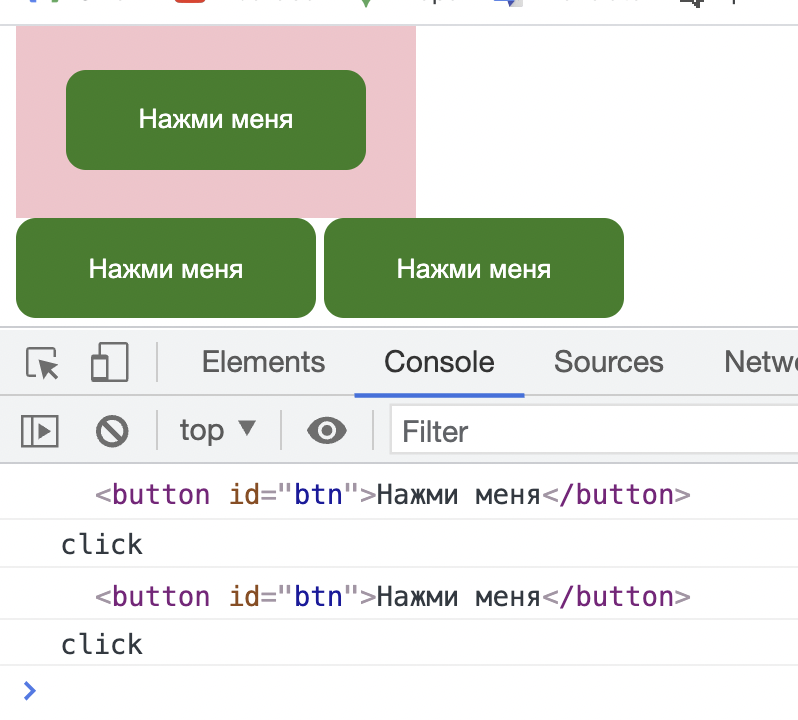 Нажми меня
Нажми меня Нажми меня
Elements Console Sources
top Filter
<button id="btn">Нажми меня</button>
click
<button id="btn">Нажми меня</button>
click